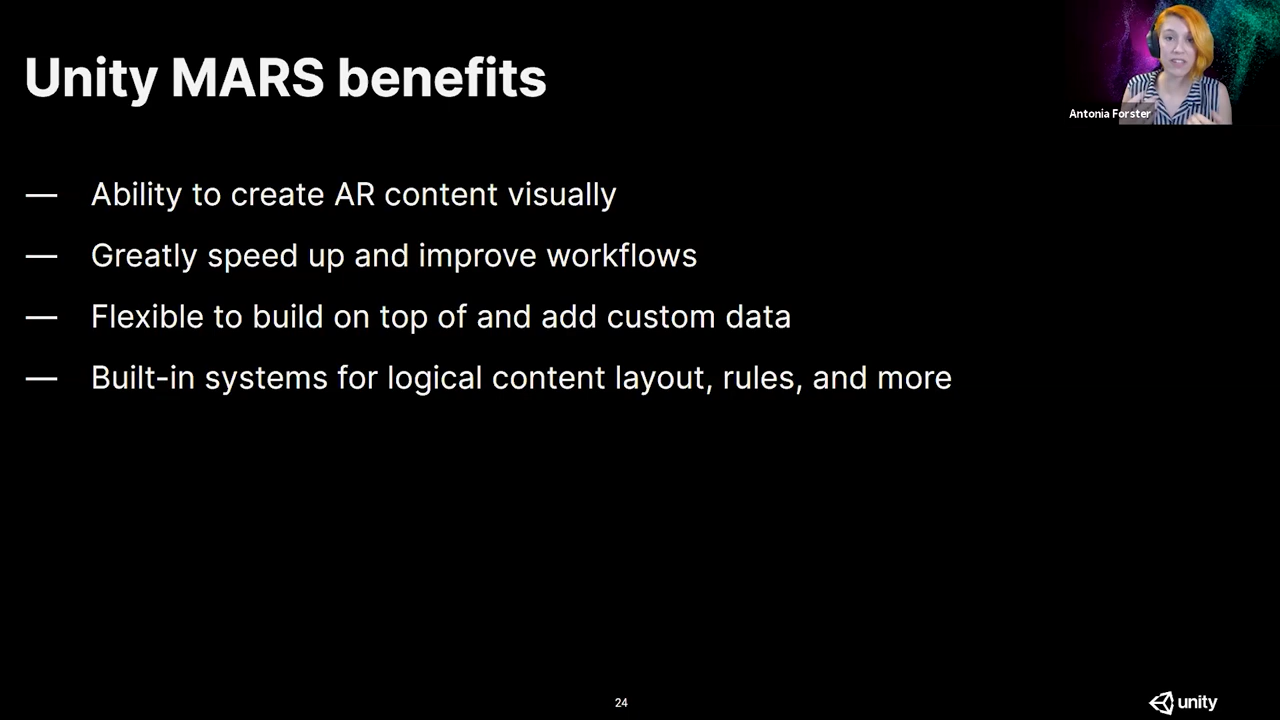 Unity MARS benefits
Antonia Forster
— Ability to create AR content visually
— Greatly speed up and improve workflows
— Flexible to build on top of and add custom data
— Built-in systems for logical content layout, rules, and more
24
unity